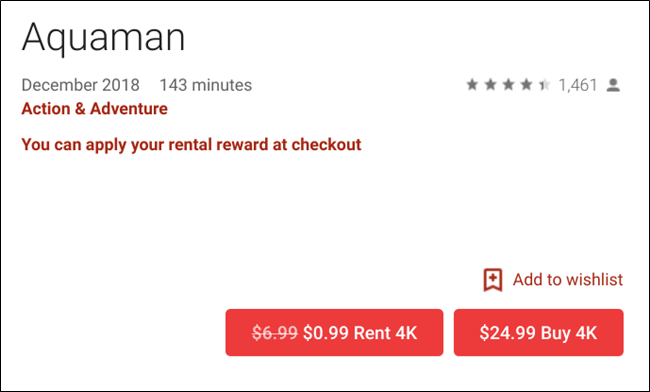 Aquaman
December 2018 143 minutes 1,461
Action & Adventure
You can apply your rental reward at checkout
Add to wishlist
$6.99 $0.99 Rent 4K $24.99 Buy 4K